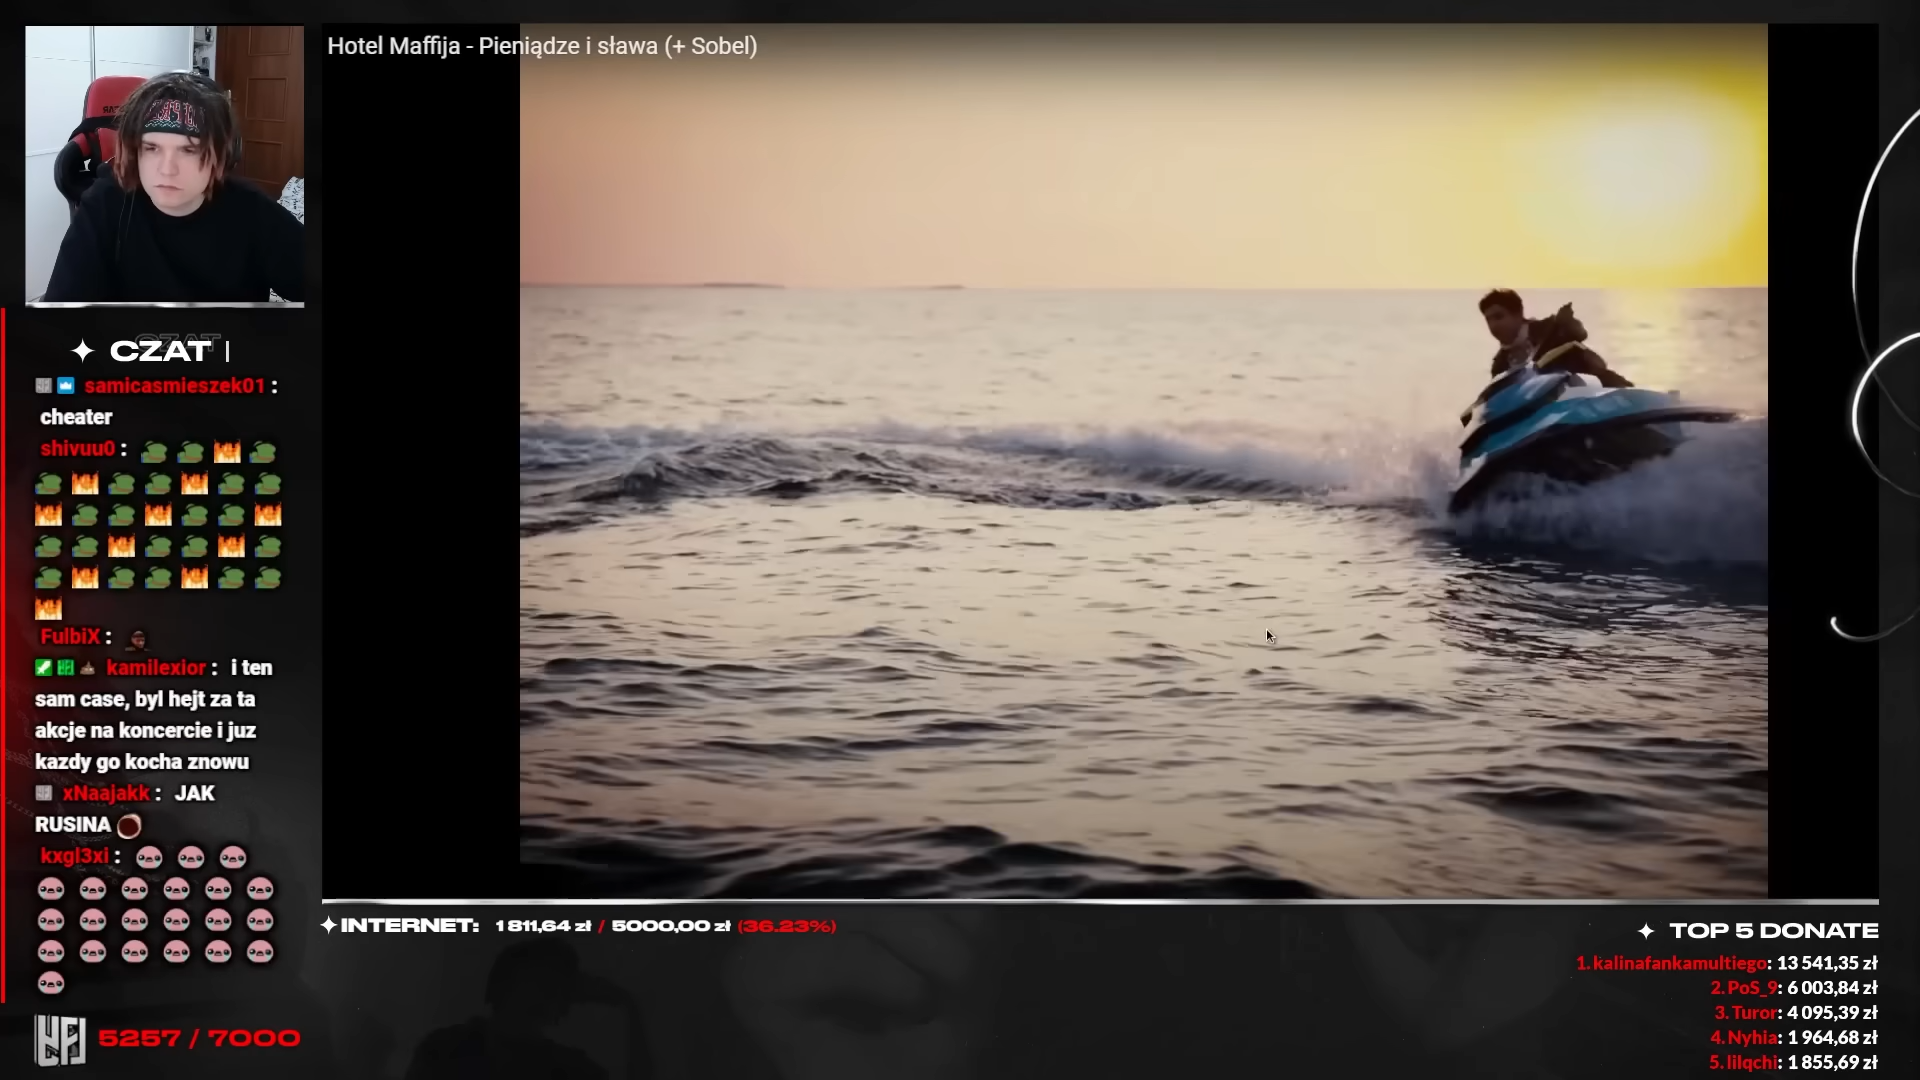 Hotel Maffija - Pieniądze i sława (+ Sobel)
CZAT |
samicasmieszek01 :
cheater
shivuu0 :
FulbiX :
kamilexior : i ten
sam case, byl hejt za ta
akcje na koncercie i juz
kazdy go kocha znowu
xNaajakk : JAK
RUSINA
kxgl3xi :
5257 / 7000
INTERNET: 1 811,64 zł / 5000,00 zł (36.23%)
TOP 5 DONATE
1. kalinafankamultiego: 13 541,35 zł
2. PoS_9: 6 003,84 zł
3. Turor: 4 095,39 zł
4. Nyhia: 1 964,68 zł
5. lilqchi: 1 855,69 zł